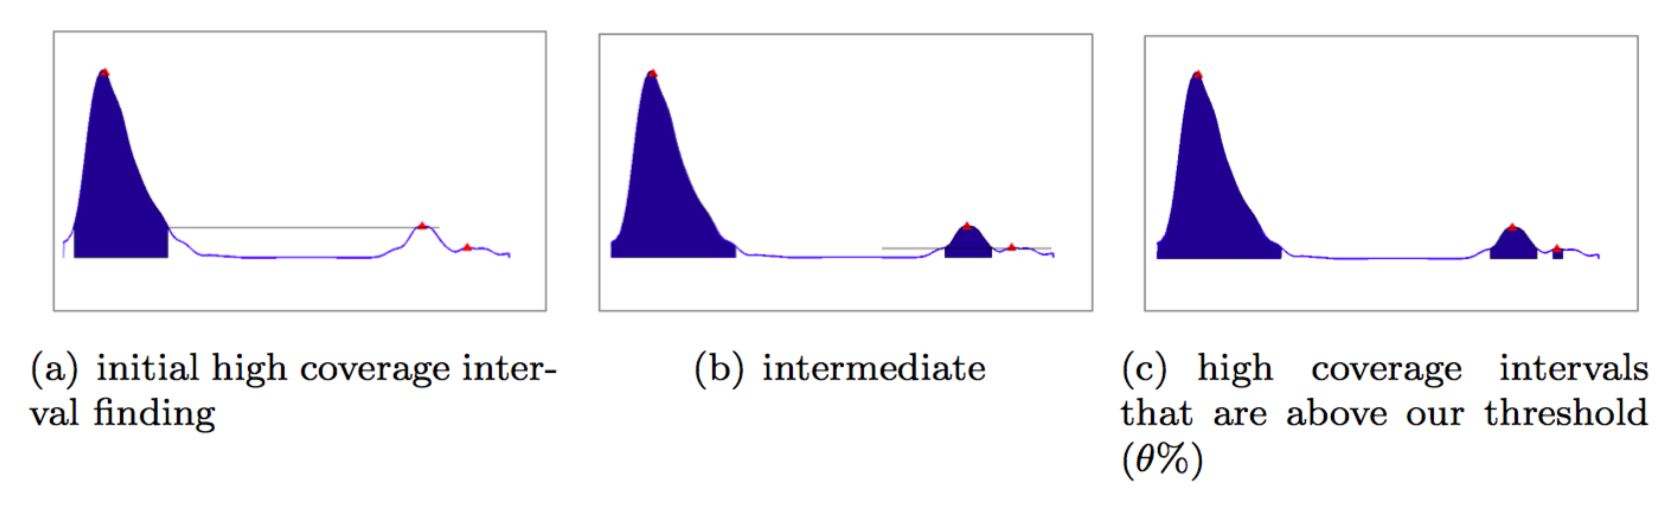 (a) initial high coverage inter-
val finding
(b) intermediate
(c) high coverage intervals
that are above our threshold
(θ%)